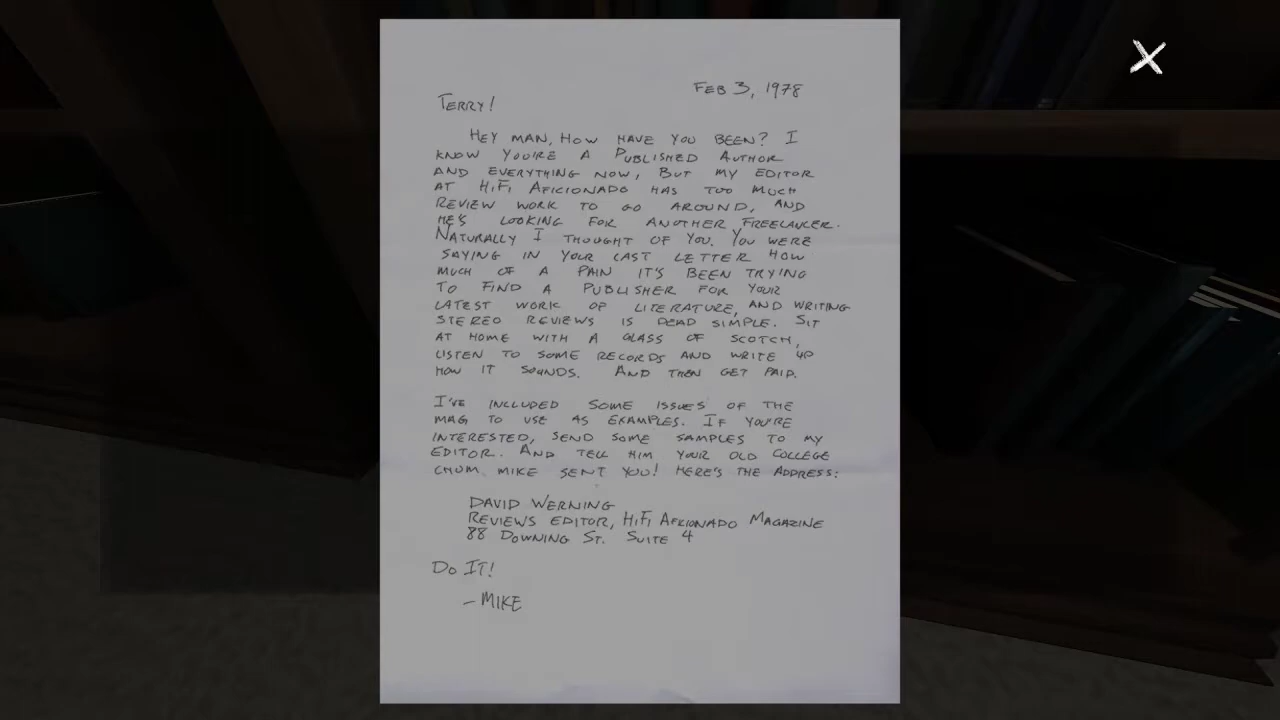 FEB 3, 1978
TERRY!
HEY MAN, HOW HAVE YOU BEEN? I
KNOW YOU'RE A PUBLISHED AUTHOR
AND EVERYTHING NOW, BUT MY EDITOR
AT HIFI AFICIONADO HAS TOO MUCH
REVIEW WORK TO GO AROUND, AND
HE'S LOOKING FOR ANOTHER FREELANCER.
NATURALLY I THOUGHT OF YOU. YOU WERE
SAYING IN YOUR LAST LETTER HOW
MUCH OF A PAIN IT'S BEEN TRYING
TO FIND A PUBLISHER FOR YOUR
LATEST WORK OF LITERATURE, AND WRITING
STEREO REVIEWS IS DEAD SIMPLE. SIT
AT HOME WITH A GLASS OF SCOTCH,
LISTEN TO SOME RECORDS AND WRITE UP
HOW IT SOUNDS. AND THEN GET PAID.
I'VE INCLUDED SOME ISSUES OF THE
MAG TO USE AS EXAMPLES. IF YOU'RE
INTERESTED, SEND SOME SAMPLES TO MY
EDITOR. AND TELL HIM YOUR OLD COLLEGE
CHUM MIKE SENT YOU! HERE'S THE ADDRESS:
DAVID WERNING
REVIEWS EDITOR, HIFI AFICIONADO MAGAZINE
88 DOWNING ST. SUITE 4
DO IT!
- MIKE